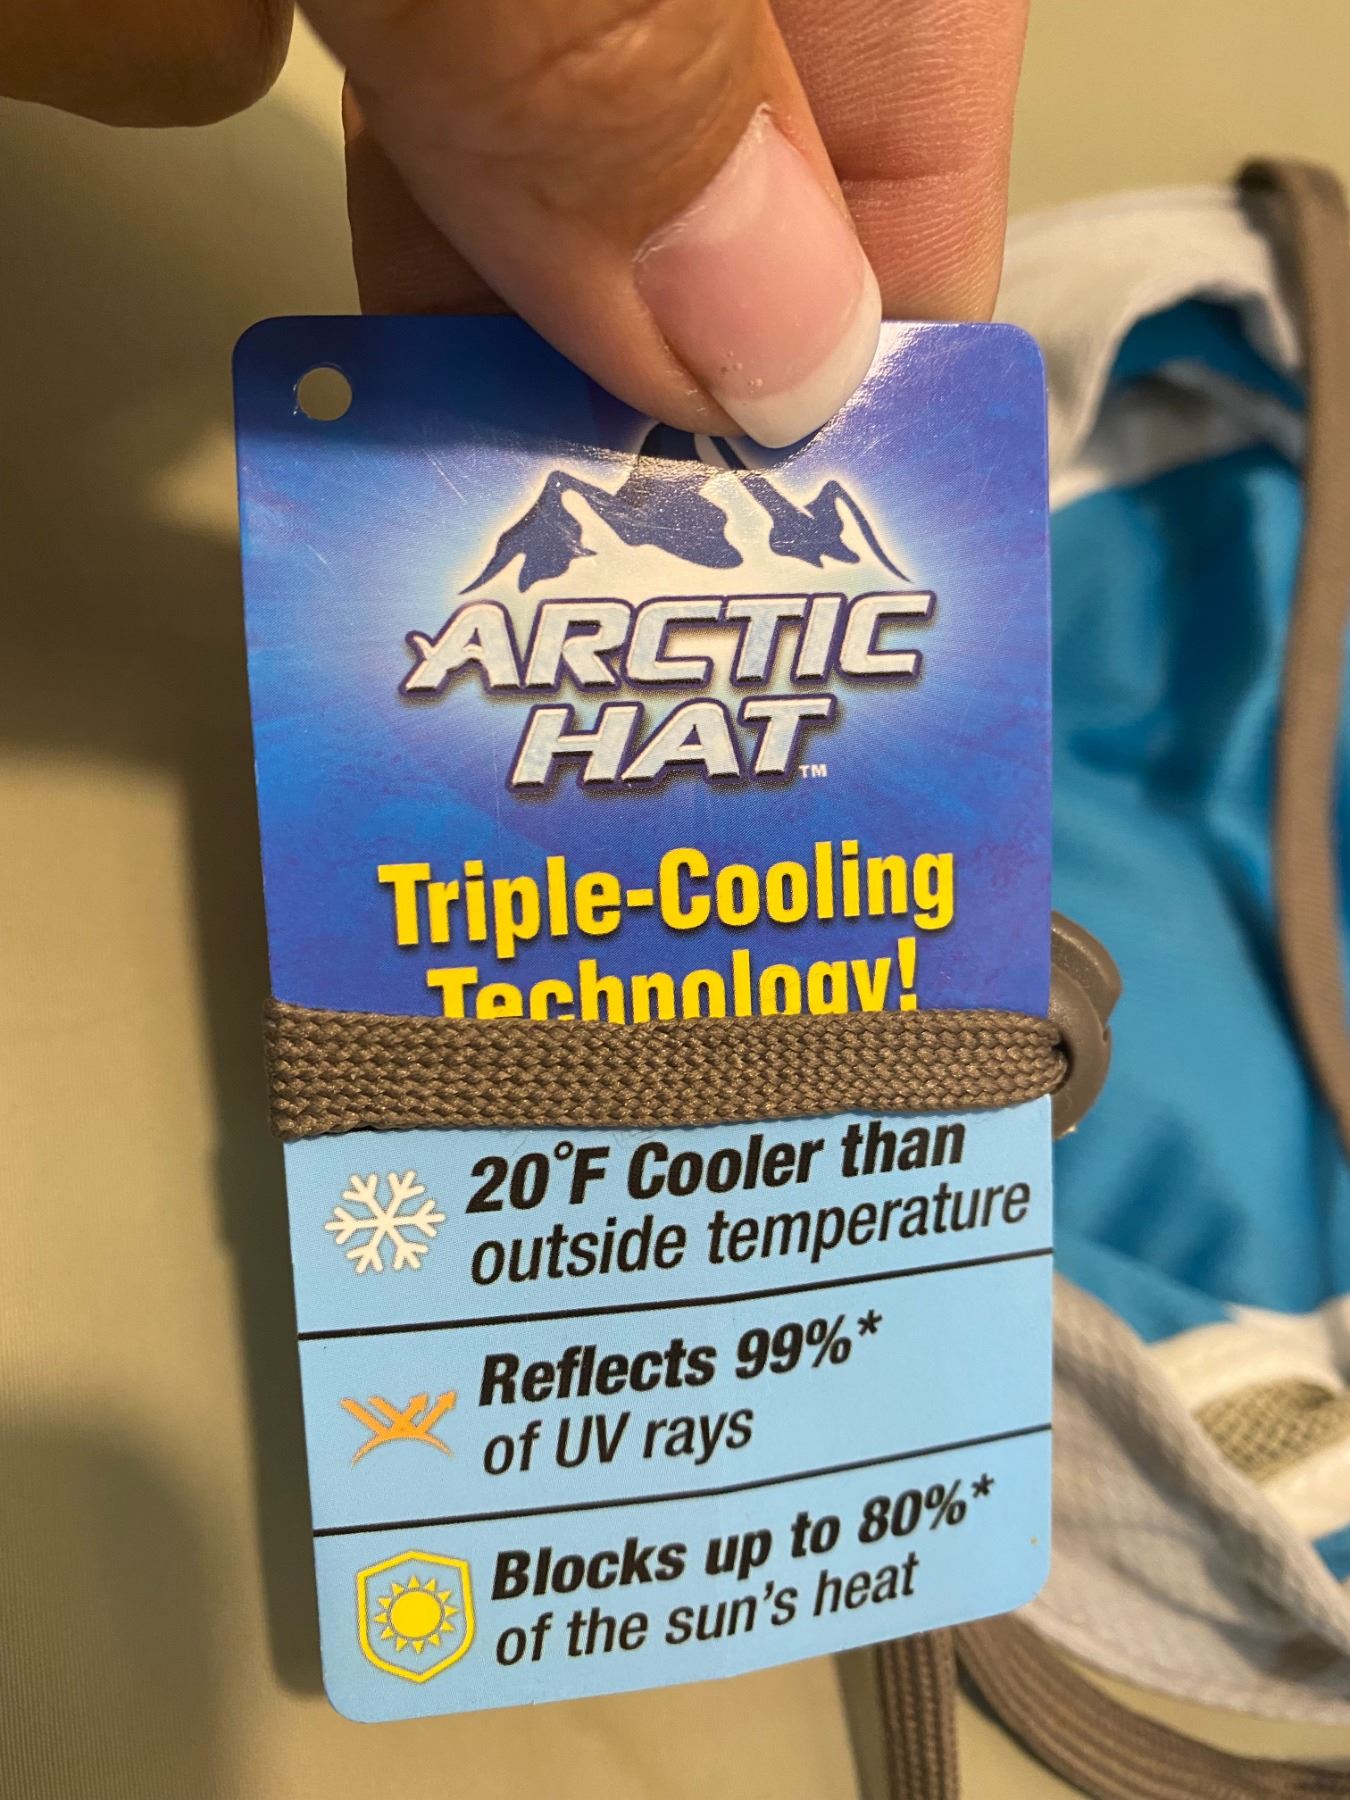 ARCTIC
HAT™
Triple-Cooling
Technology!
20°F Cooler than
outside temperature
Reflects 99%*
of UV rays
Blocks up to 80%*
of the sun's heat